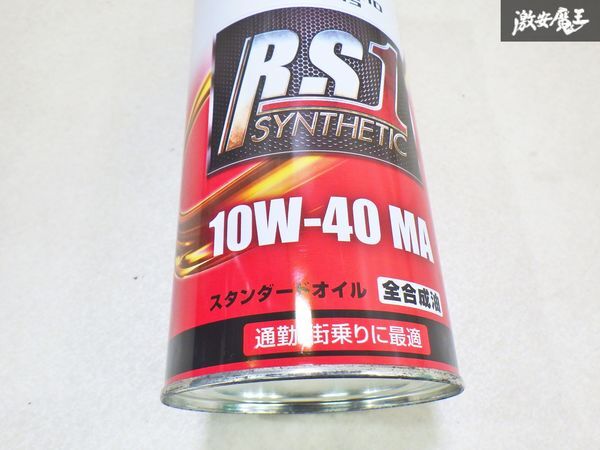 激安魔王
R.S1
SYNTHETIC
10W-40 MA
スタンダードオイル 全合成油
通勤・街乗りに最適